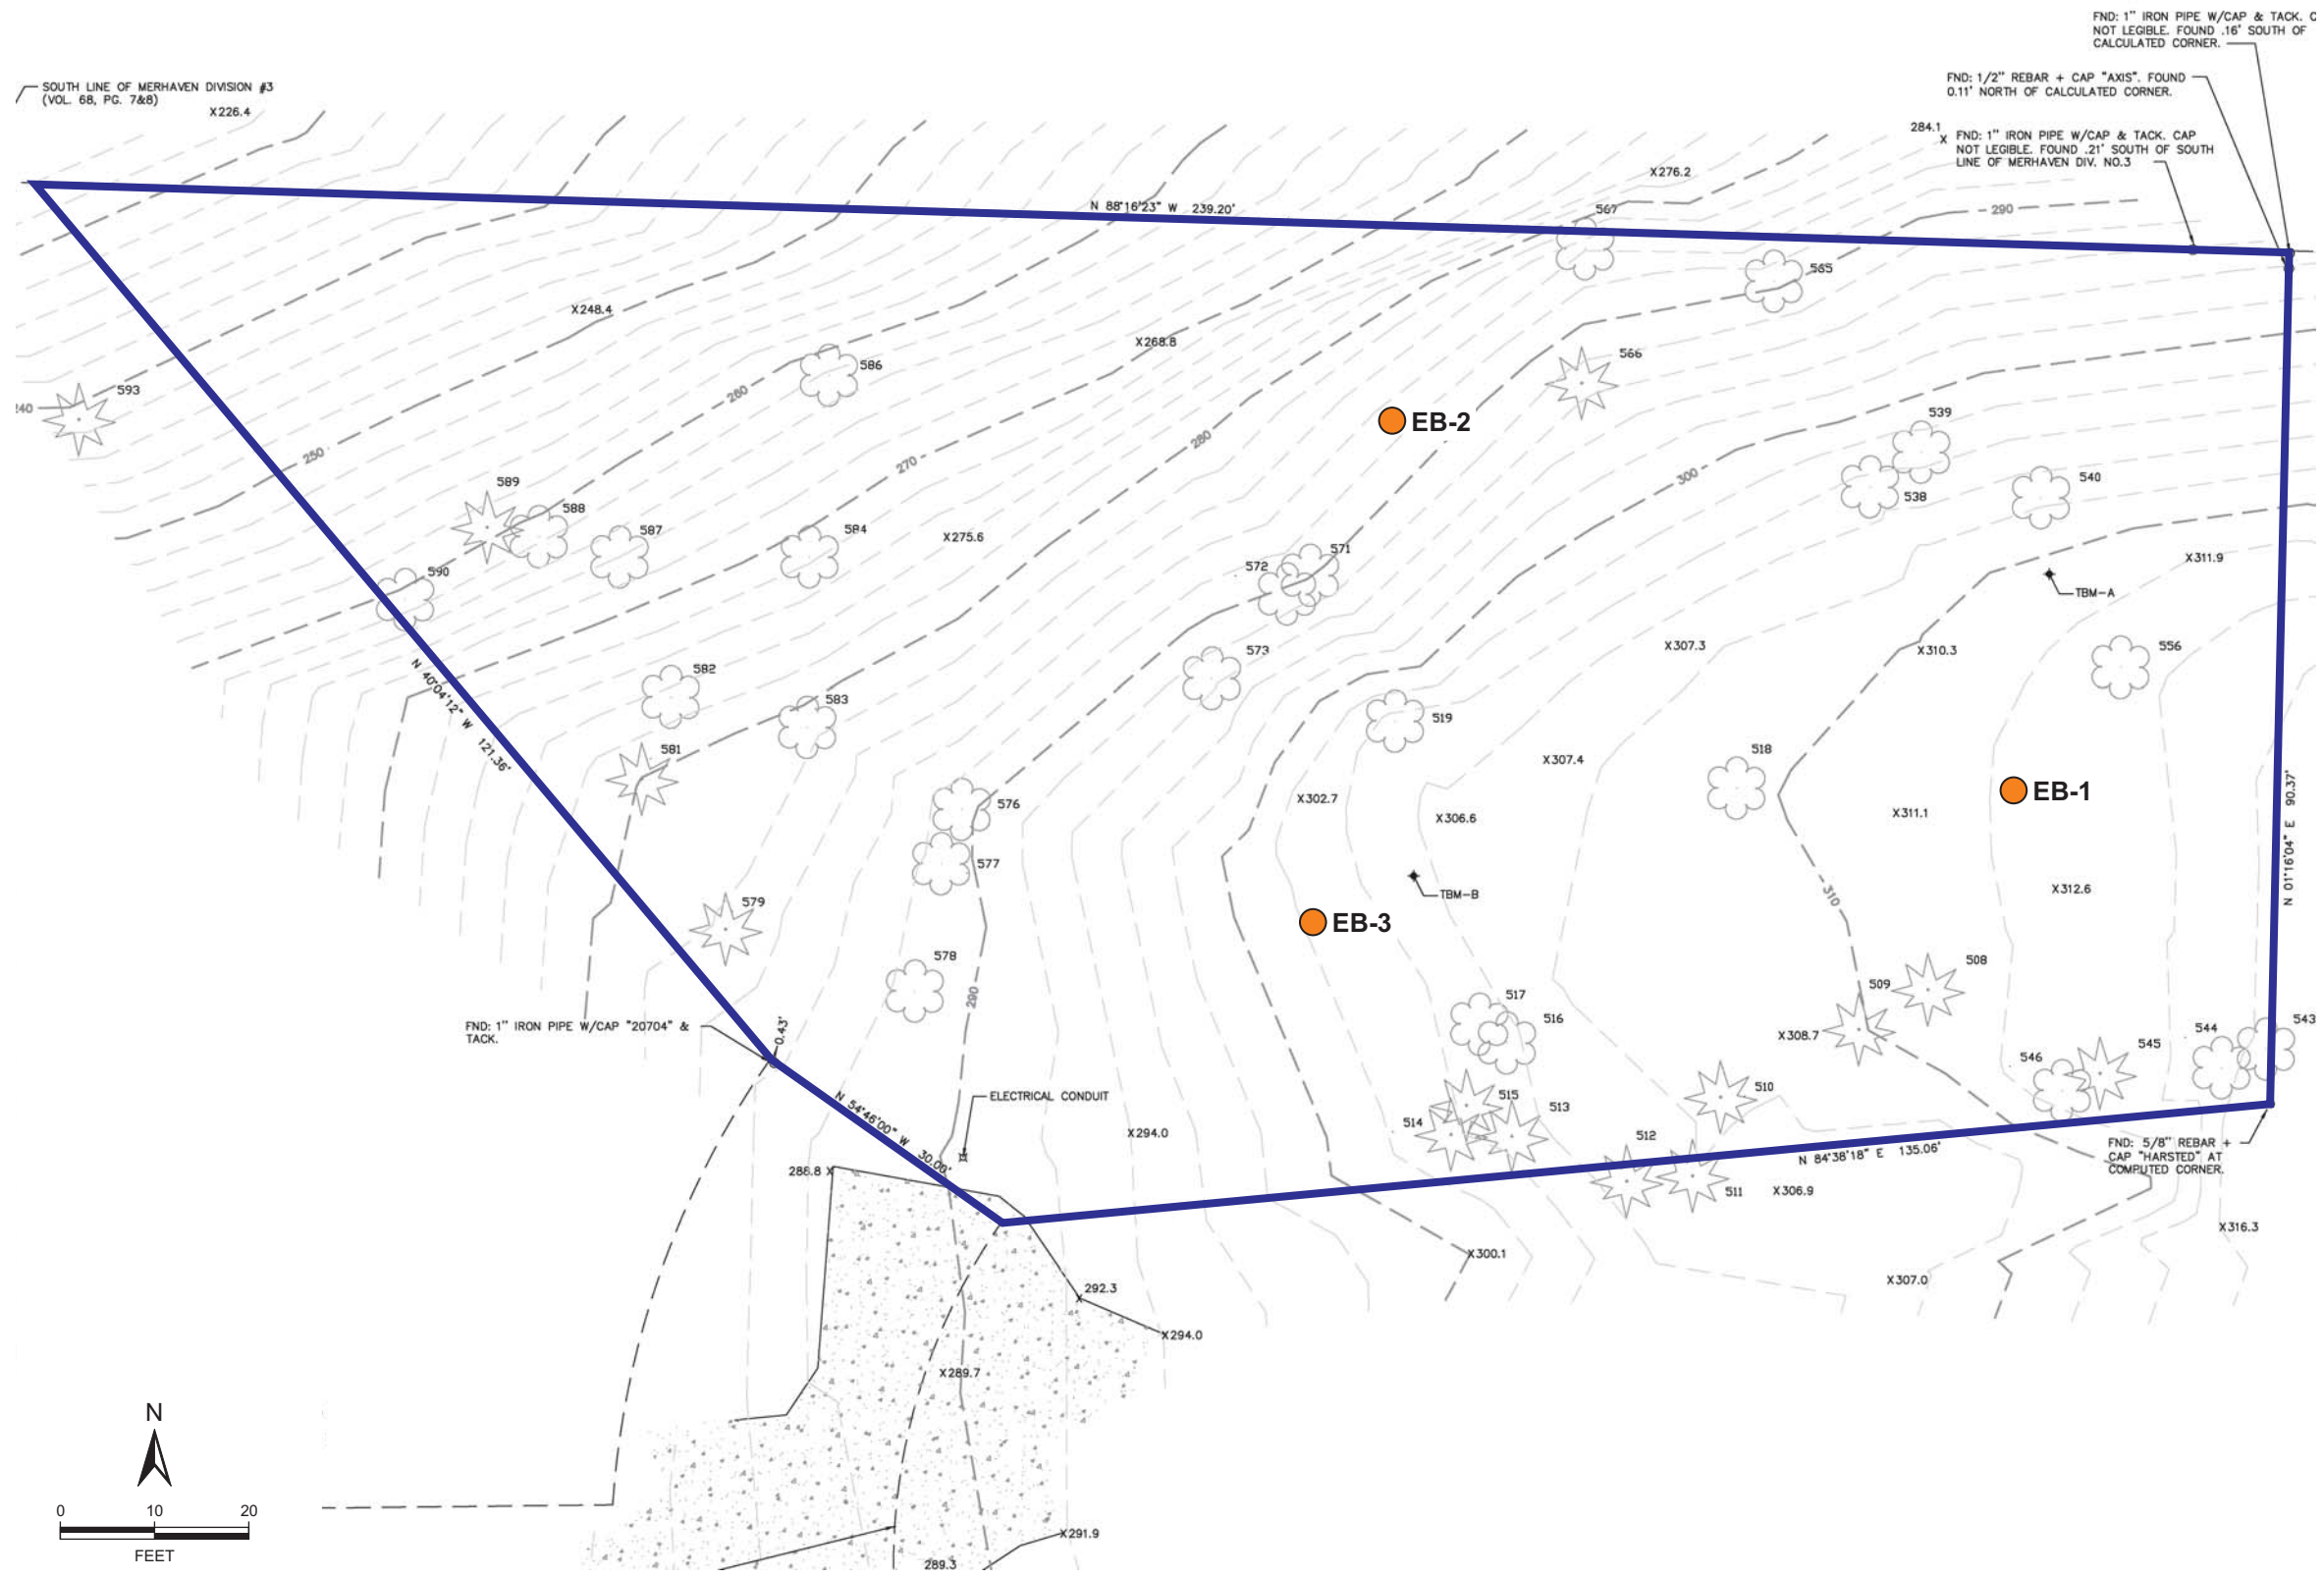 FND: 1" IRON PIPE W/CAP & TACK.
NOT LEGIBLE. FOUND .16' SOUTH OF
CALCULATED CORNER.
FND: 1/2" REBAR + CAP "AXIS". FOUND
0.11' NORTH OF CALCULATED CORNER.
SOUTH LINE OF MERHAVEN DIVISION #3
(VOL. 68, PG. 7&8)
X226.4
284.1
X
FND: 1" IRON PIPE W/CAP & TACK. CAP
NOT LEGIBLE. FOUND .21' SOUTH OF SOUTH
LINE OF MERHAVEN DIV. NO.3
X276.2
N 88°16'23" W 239.20'
567
290
565
X248.4
X268.8
566
586
593
260
240
EB-2
539
280
250
270
300
540
538
589
588
587
584
X275.6
571
572
X311.9
590
TBM-A
573
X307.3
X310.3
556
582
583
N 40°04'12" W 121.36'
519
581
518
X307.4
576
X302.7
X306.6
X311.1
EB-1
N 01°16'04" E 90.37'
577
TBM-B
310
X312.6
579
EB-3
578
508
509
290
517
516
FND: 1" IRON PIPE W/CAP "20704" &
TACK.
0.43'
X308.7
544
543
546
545
N 54°46'00" W 30.00'
ELECTRICAL CONDUIT
515
510
513
514
X294.0
512
N 84°38'18" E 135.06'
FND: 5/8" REBAR +
CAP "HARSTED" AT
COMPUTED CORNER.
286.8 X
511
X306.9
X316.3
X300.1
X307.0
292.3
X294.0
X289.7
N
0 10 20
FEET
X291.9
289.3